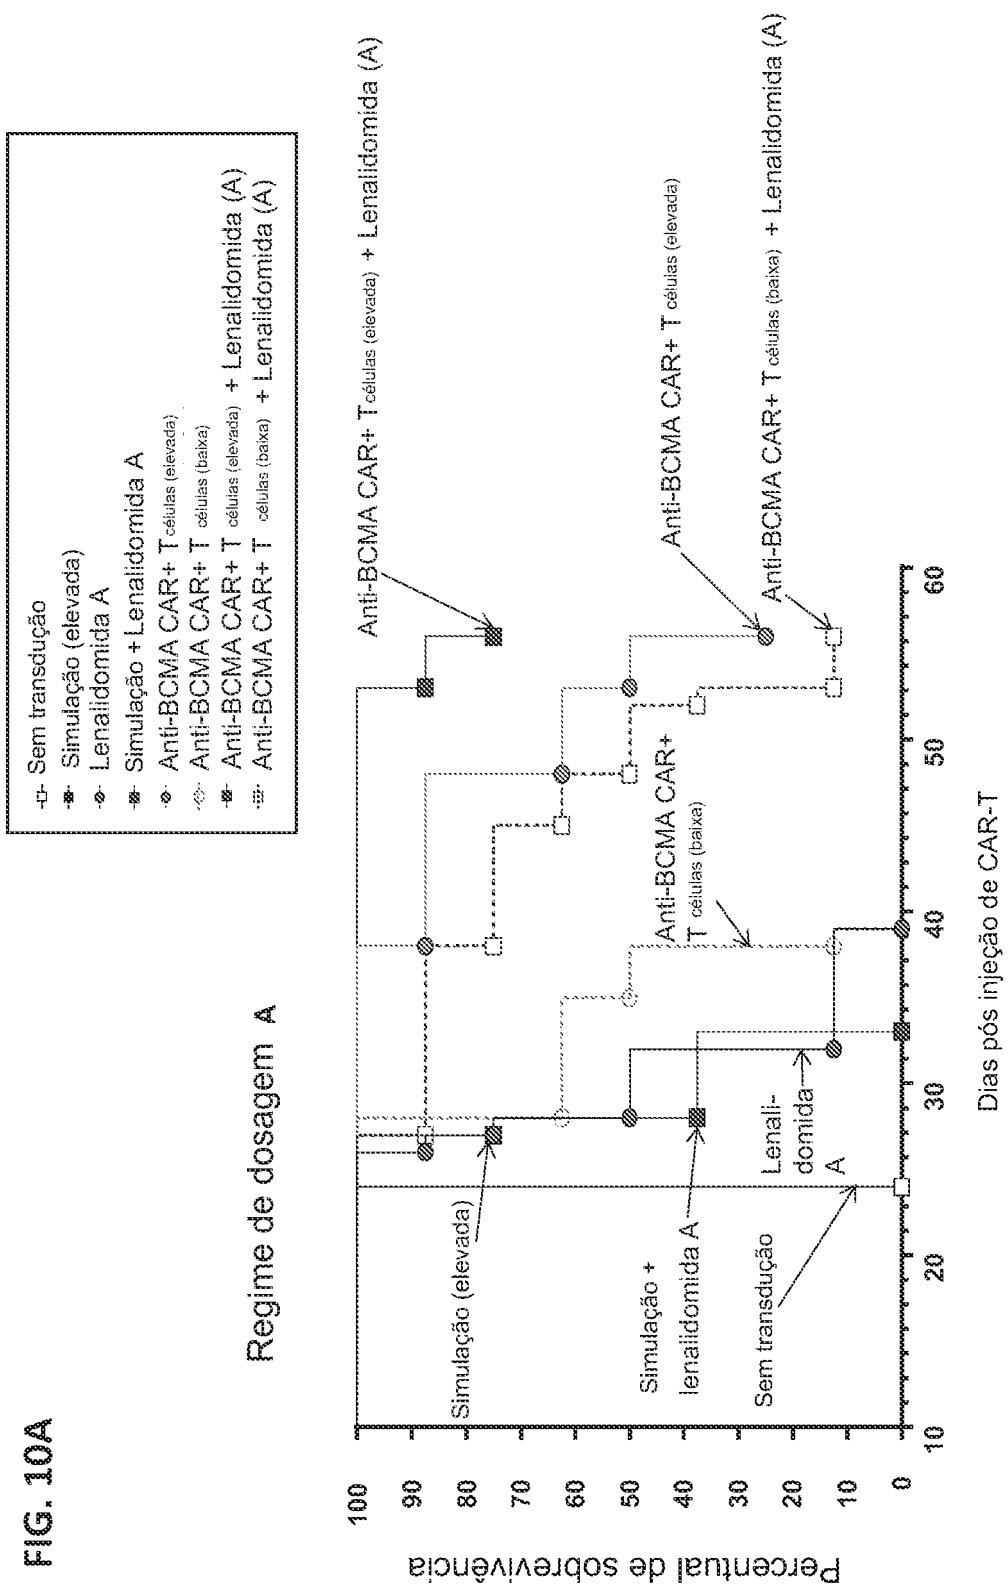 FIG. 10A
Regime de dosagem A
Sem transdução
Simulação (elevada)
Lenalidomida A
Simulação + Lenalidomida A
Anti-BCMA CAR+ T células (elevada)
Anti-BCMA CAR+ T células (baixa)
Anti-BCMA CAR+ T células (elevada) + Lenalidomida (A)
Anti-BCMA CAR+ T células (baixa) + Lenalidomida (A)
Percentual de sobrevivência
100
90
80
70
60
50
40
30
20
10
0
Simulação (elevada)
Simulação +
lenalidomida A
Sem transdução
Lenali-
domida
A
Anti-BCMA CAR+
T células (baixa)
Anti-BCMA CAR+ T células (elevada) + Lenalidomida (A)
Anti-BCMA CAR+ T células (elevada)
Anti-BCMA CAR+ T células (baixa) + Lenalidomida (A)
10
20
30
40
50
60
Dias pós injeção de CAR-T